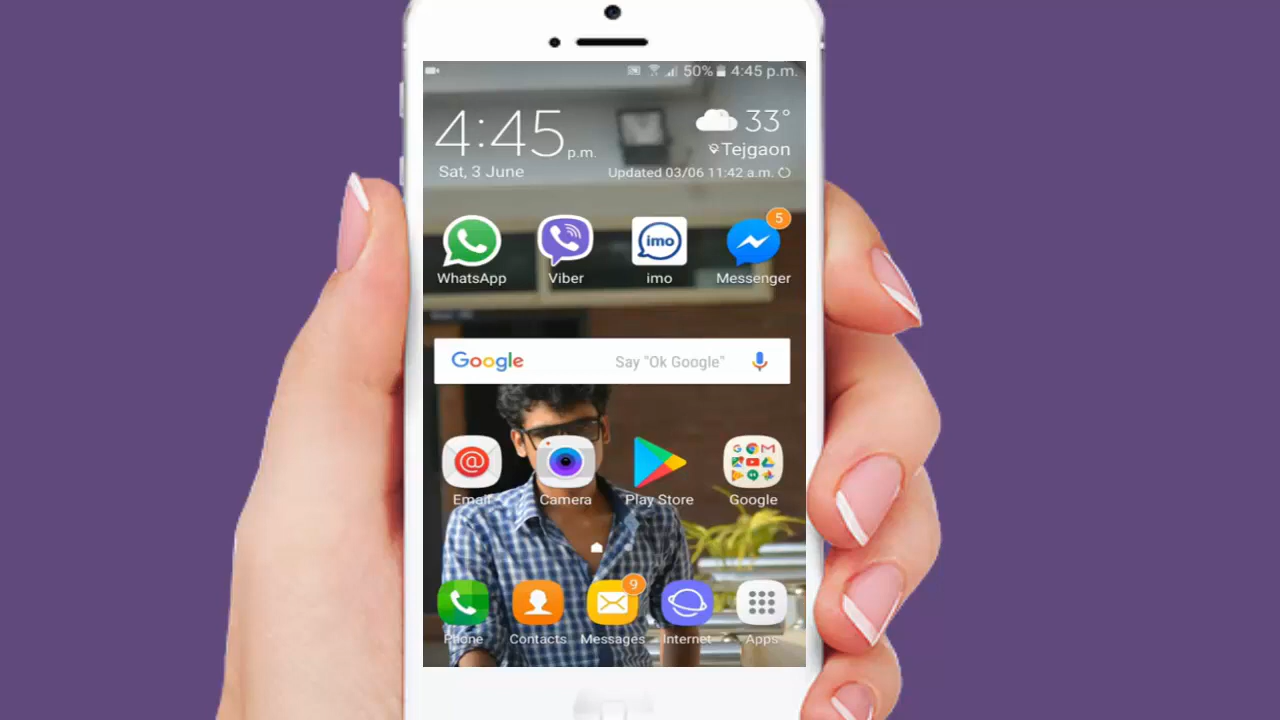 50% 4:45 p.m.
4:45 p.m.
33°
Tejgaon
Sat, 3 June
Updated 03/06 11:42 a.m.
5
imo
WhatsApp Viber imo Messenger
Google Say "Ok Google"
@
Email Camera Play Store Google
9
Phone Contacts Messages Internet Apps